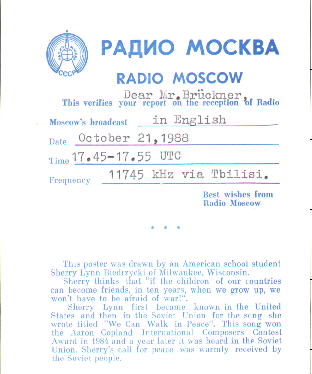 СССР
РАДИО МОСКВА
RADIO MOSCOW
Dear Mr.Brückner,
This verifies your report on the reception of Radio
Moscow's broadcast in English
Date October 21,1988
Time 17.45-17.55 UTC
Frequency 11745 kHz via Tbilisi.
Best wishes from
Radio Moscow
* * *
This poster was drawn by an American school student
Sherry Lynn Biedrzycki of Milwaukee, Wisconsin.
Sherry thinks that "if the children of our countries
can become friends, in ten years, when we grow up, we
won't have to be afraid of war!".
Sherry Lynn first become known in the United
States and then in the Soviet Union for the song she
wrote titled "We Can Walk in Peace". This song won
the Aaron Copland International Composers Contest
Award in 1984 and a year later it was heard in the Soviet
Union. Sherry's call for peace was warmly received by
the Soviet people.